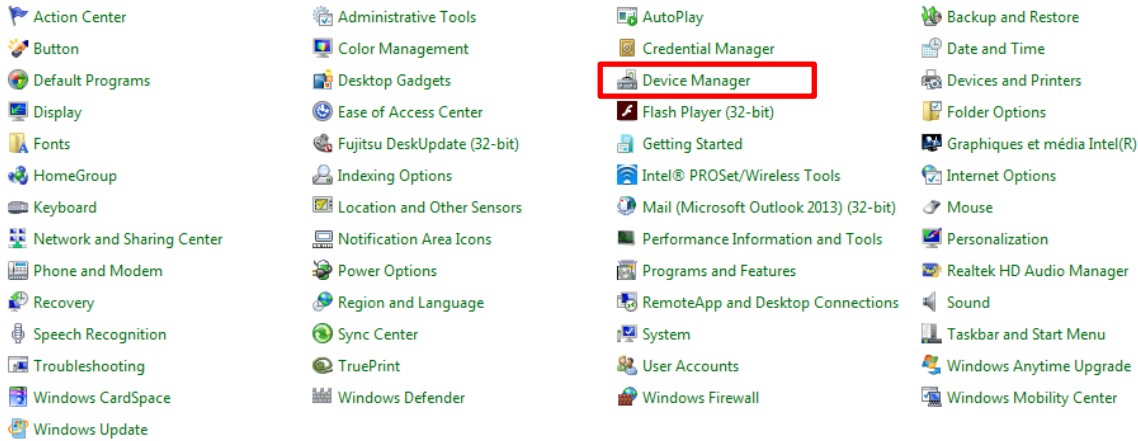 Action Center
Administrative Tools
AutoPlay
Backup and Restore
Button
Color Management
Credential Manager
Date and Time
Default Programs
Desktop Gadgets
Device Manager
Devices and Printers
Display
Ease of Access Center
Flash Player (32-bit)
Folder Options
Fonts
Fujitsu DeskUpdate (32-bit)
Getting Started
Graphiques et média Intel(R)
HomeGroup
Indexing Options
Intel® PROSet/Wireless Tools
Internet Options
Keyboard
Location and Other Sensors
Mail (Microsoft Outlook 2013) (32-bit)
Mouse
Network and Sharing Center
Notification Area Icons
Performance Information and Tools
Personalization
Phone and Modem
Power Options
Programs and Features
Realtek HD Audio Manager
Recovery
Region and Language
RemoteApp and Desktop Connections
Sound
Speech Recognition
Sync Center
System
Taskbar and Start Menu
Troubleshooting
TruePrint
User Accounts
Windows Anytime Upgrade
Windows CardSpace
Windows Defender
Windows Firewall
Windows Mobility Center
Windows Update